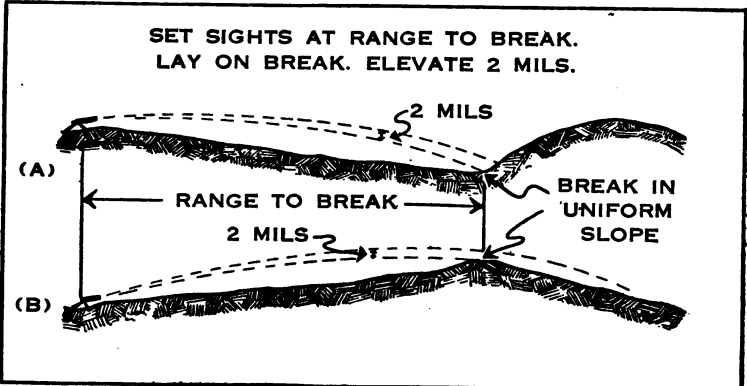 SET SIGHTS AT RANGE TO BREAK.
LAY ON BREAK. ELEVATE 2 MILS.
2 MILS
(A)
RANGE TO BREAK
BREAK IN
UNIFORM
SLOPE
2 MILS
(B)